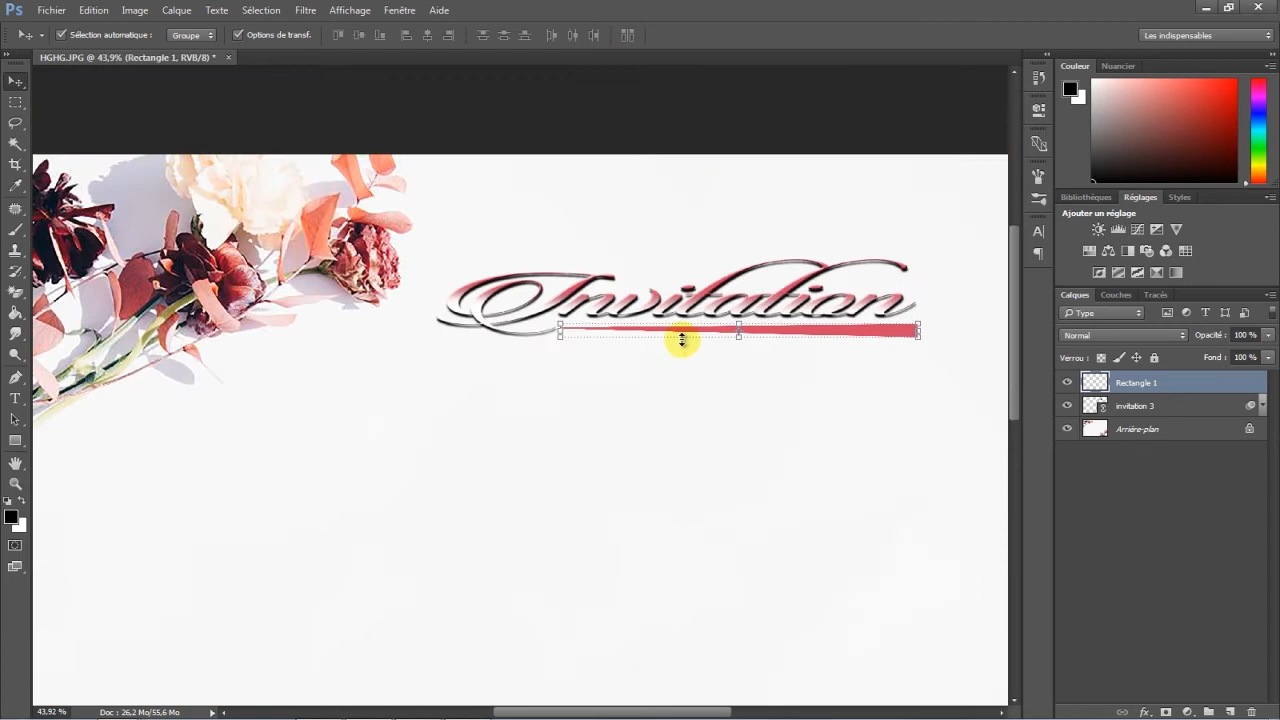 Ps Fichier Edition Image Calque Texte Sélection Filtre Affichage Fenêtre Aide
Sélection automatique : Groupe Options de transf. Les indispensables
HGHG.JPG @ 43,9% (Rectangle 1, RVB/8) *
Couleur Nuancier
Bibliothèques Réglages Styles
Ajouter un réglage
Invitation
Calques Couches Tracés
Type
Normal Opacité : 100 %
Verrou : Fond : 100 %
Rectangle 1
invitation 3
Arrière-plan
43,92 % Doc : 26,2 Mo/55,6 Mo